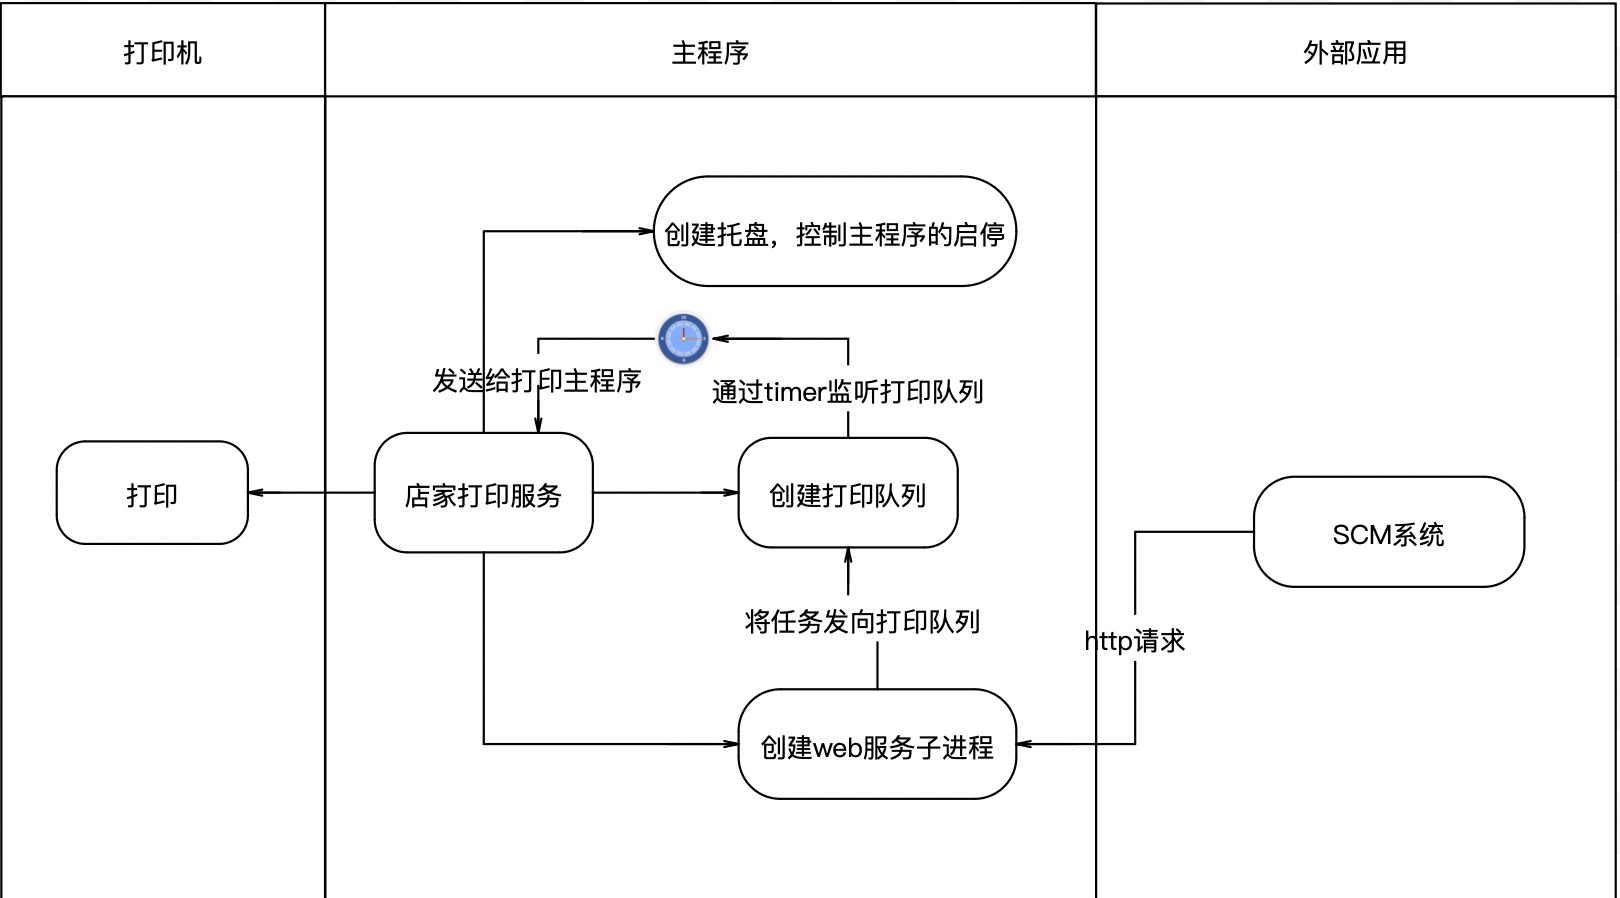 打印机
主程序
外部应用
创建托盘，控制主程序的启停
发送给打印主程序
通过timer监听打印队列
打印
店家打印服务
创建打印队列
SCM系统
将任务发向打印队列
http请求
创建web服务子进程